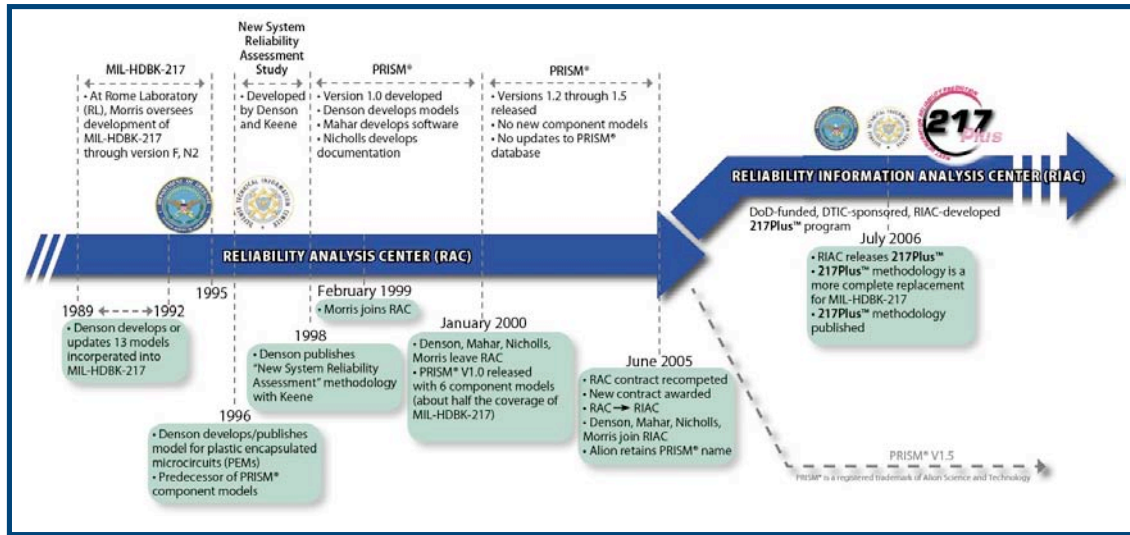 MIL-HDBK-217
• At Rome Laboratory
(RL), Morris oversees
development of
MIL-HDBK-217
through version F, N2
New System
Reliability
Assessment
Study
• Developed
by Denson and Keene
PRISM®
• Version 1.0 developed
• Denson develops models
• Mahar develops software
• Nicholls develops
documentation
PRISM®
• Versions 1.2 through 1.5
released
• No new component models
• No updates to PRISM®
database
217
Plus
RELIABILITY INFORMATION ANALYSIS CENTER (RIAC)
DoD-funded, DTIC-sponsored, RIAC-developed
217Plus™ program
RELIABILITY ANALYSIS CENTER (RAC)
1989
1992
• Denson develops or
updates 13 models
incorporated into
MIL-HDBK-217
1995
1996
• Denson develops/publishes
model for plastic encapsulated
microcircuits (PEMs)
• Predecessor of PRISM®
component models
1998
• Denson publishes
“New System Reliability
Assessment” methodology
with Keene
February 1999
• Morris joins RAC
January 2000
• Denson, Mahar, Nicholls,
Morris leave RAC
• PRISM® V1.0 released
with 6 component models
(about half the coverage of
MIL-HDBK-217)
June 2005
• RAC contract recompeted
• New contract awarded
• RAC → RIAC
• Denson, Mahar, Nicholls,
Morris join RIAC
• Alion retains PRISM® name
July 2006
• RIAC releases 217Plus™
• 217Plus™ methodology is a
more complete replacement
for MIL-HDBK-217
• 217Plus™ methodology
published
PRISM® V1.5
PRISM® is a registered trademark of Alion Science and Technology